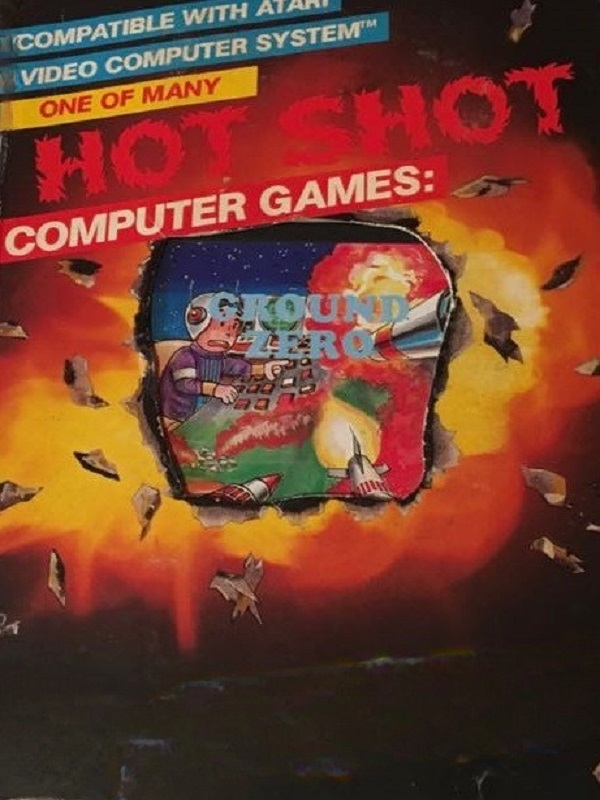 COMPATIBLE WITH ATARI
VIDEO COMPUTER SYSTEM™
ONE OF MANY
HOT SHOT
COMPUTER GAMES:
GROUND
ZERO